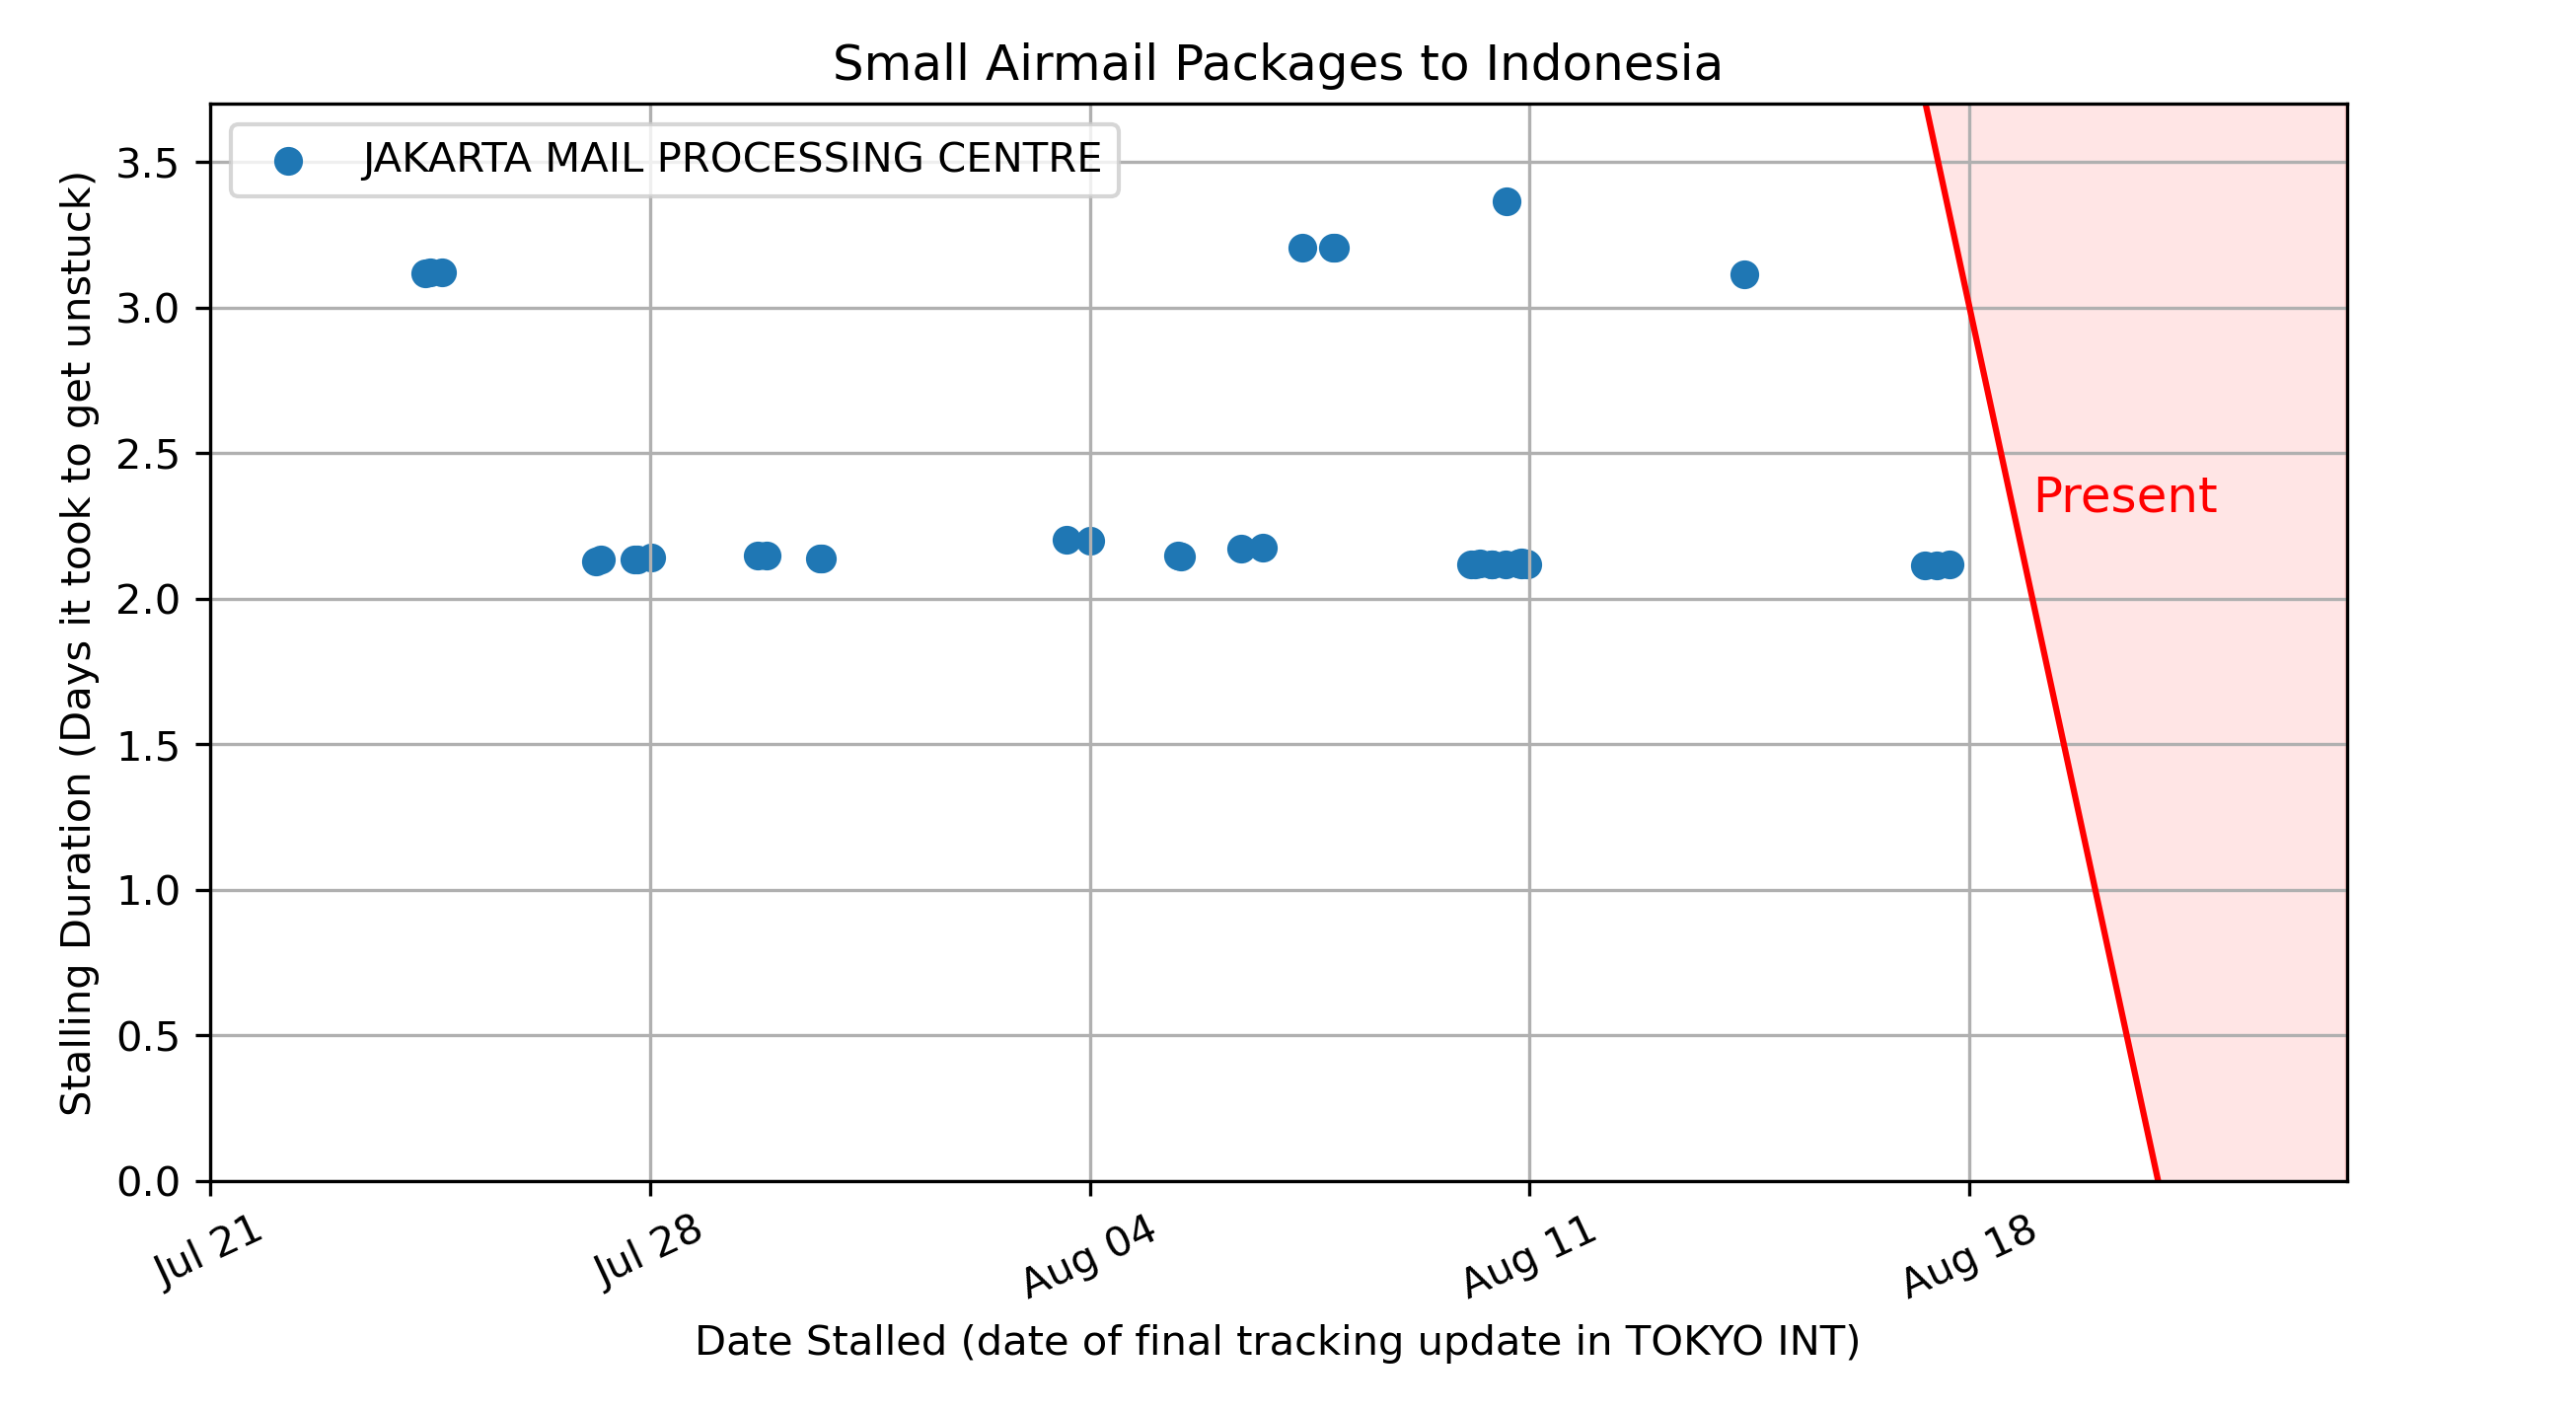 Small Airmail Packages to Indonesia
JAKARTA MAIL PROCESSING CENTRE
Stalling Duration (Days it took to get unstuck)
3.5
3.0
2.5
2.0
1.5
1.0
0.5
0.0
Present
Jul 21
Jul 28
Aug 04
Aug 11
Aug 18
Date Stalled (date of final tracking update in TOKYO INT)